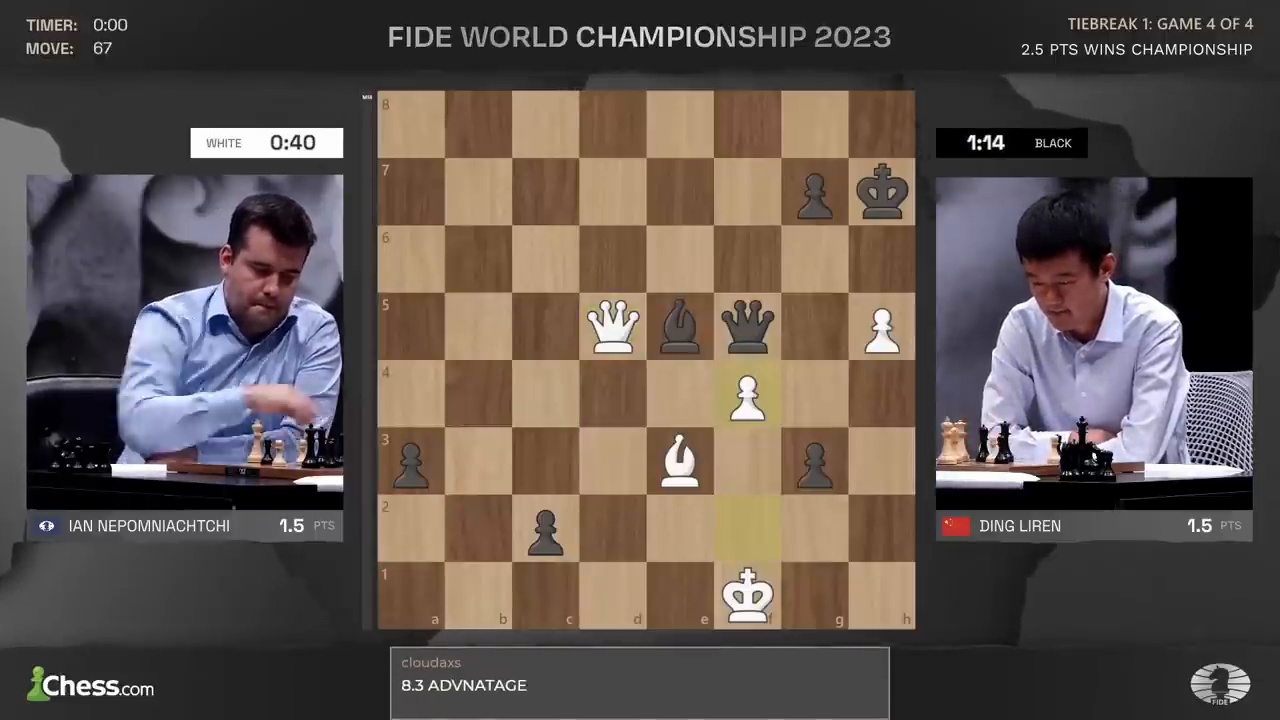 TIMER: 0:00
MOVE: 67
FIDE WORLD CHAMPIONSHIP 2023
TIEBREAK 1: GAME 4 OF 4
2.5 PTS WINS CHAMPIONSHIP
WHITE 0:40
1:14 BLACK
8
7
6
5
4
3
2
1
a b c d e f g h
IAN NEPOMNIACHTCHI 1.5 PTS
DING LIREN 1.5 PTS
cloudaxs
8.3 ADVNATAGE
Chess.com
FIDE